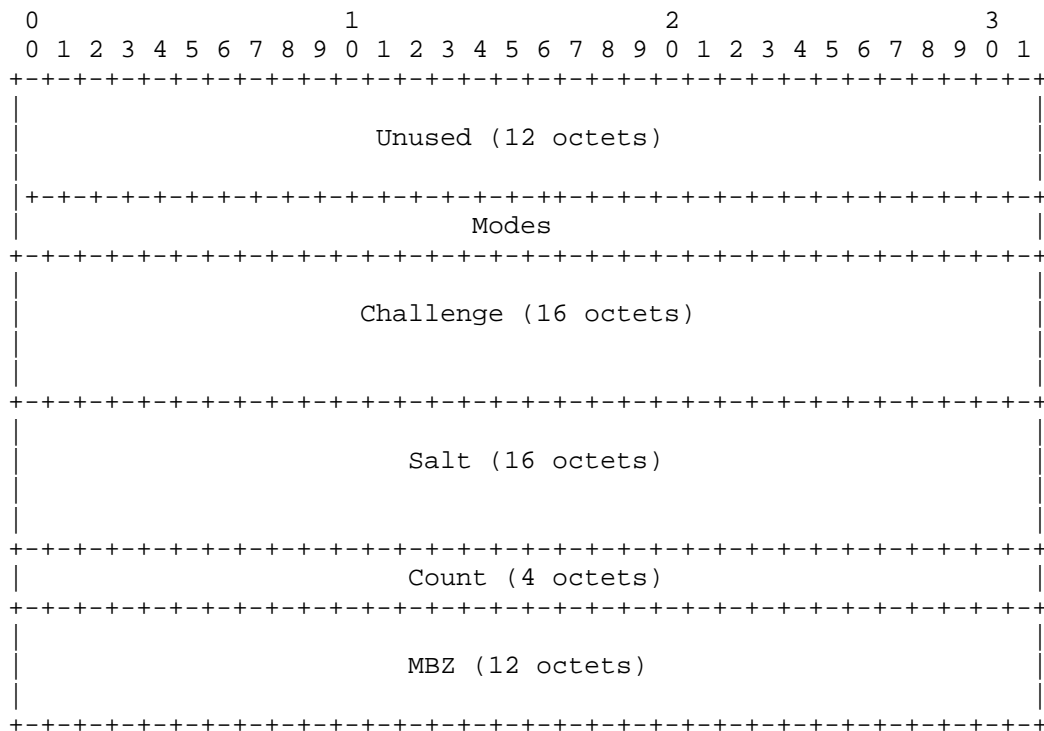 0                   1                   2                   3
0 1 2 3 4 5 6 7 8 9 0 1 2 3 4 5 6 7 8 9 0 1 2 3 4 5 6 7 8 9 0 1
+-+-+-+-+-+-+-+-+-+-+-+-+-+-+-+-+-+-+-+-+-+-+-+-+-+-+-+-+-+-+-+-+
|                                                               |
|                      Unused (12 octets)                       |
|                                                               |
|+-+-+-+-+-+-+-+-+-+-+-+-+-+-+-+-++-+-+-+-+-+-+-+-+-+-+-+-+-+-+-+
|                            Modes                              |
+-+-+-+-+-+-+-+-+-+-+-+-+-+-+-+-+-+-+-+-+-+-+-+-+-+-+-+-+-+-+-+-+
|                                                               |
|                     Challenge (16 octets)                     |
|                                                               |
|                                                               |
+-+-+-+-+-+-+-+-+-+-+-+-+-+-+-+-+-+-+-+-+-+-+-+-+-+-+-+-+-+-+-+-+
|                                                               |
|                        Salt (16 octets)                       |
|                                                               |
|                                                               |
+-+-+-+-+-+-+-+-+-+-+-+-+-+-+-+-+-+-+-+-+-+-+-+-+-+-+-+-+-+-+-+-+
|                        Count (4 octets)                       |
+-+-+-+-+-+-+-+-+-+-+-+-+-+-+-+-+-+-+-+-+-+-+-+-+-+-+-+-+-+-+-+-+
|                                                               |
|                        MBZ (12 octets)                        |
|                                                               |
+-+-+-+-+-+-+-+-+-+-+-+-+-+-+-+-+-+-+-+-+-+-+-+-+-+-+-+-+-+-+-+-+